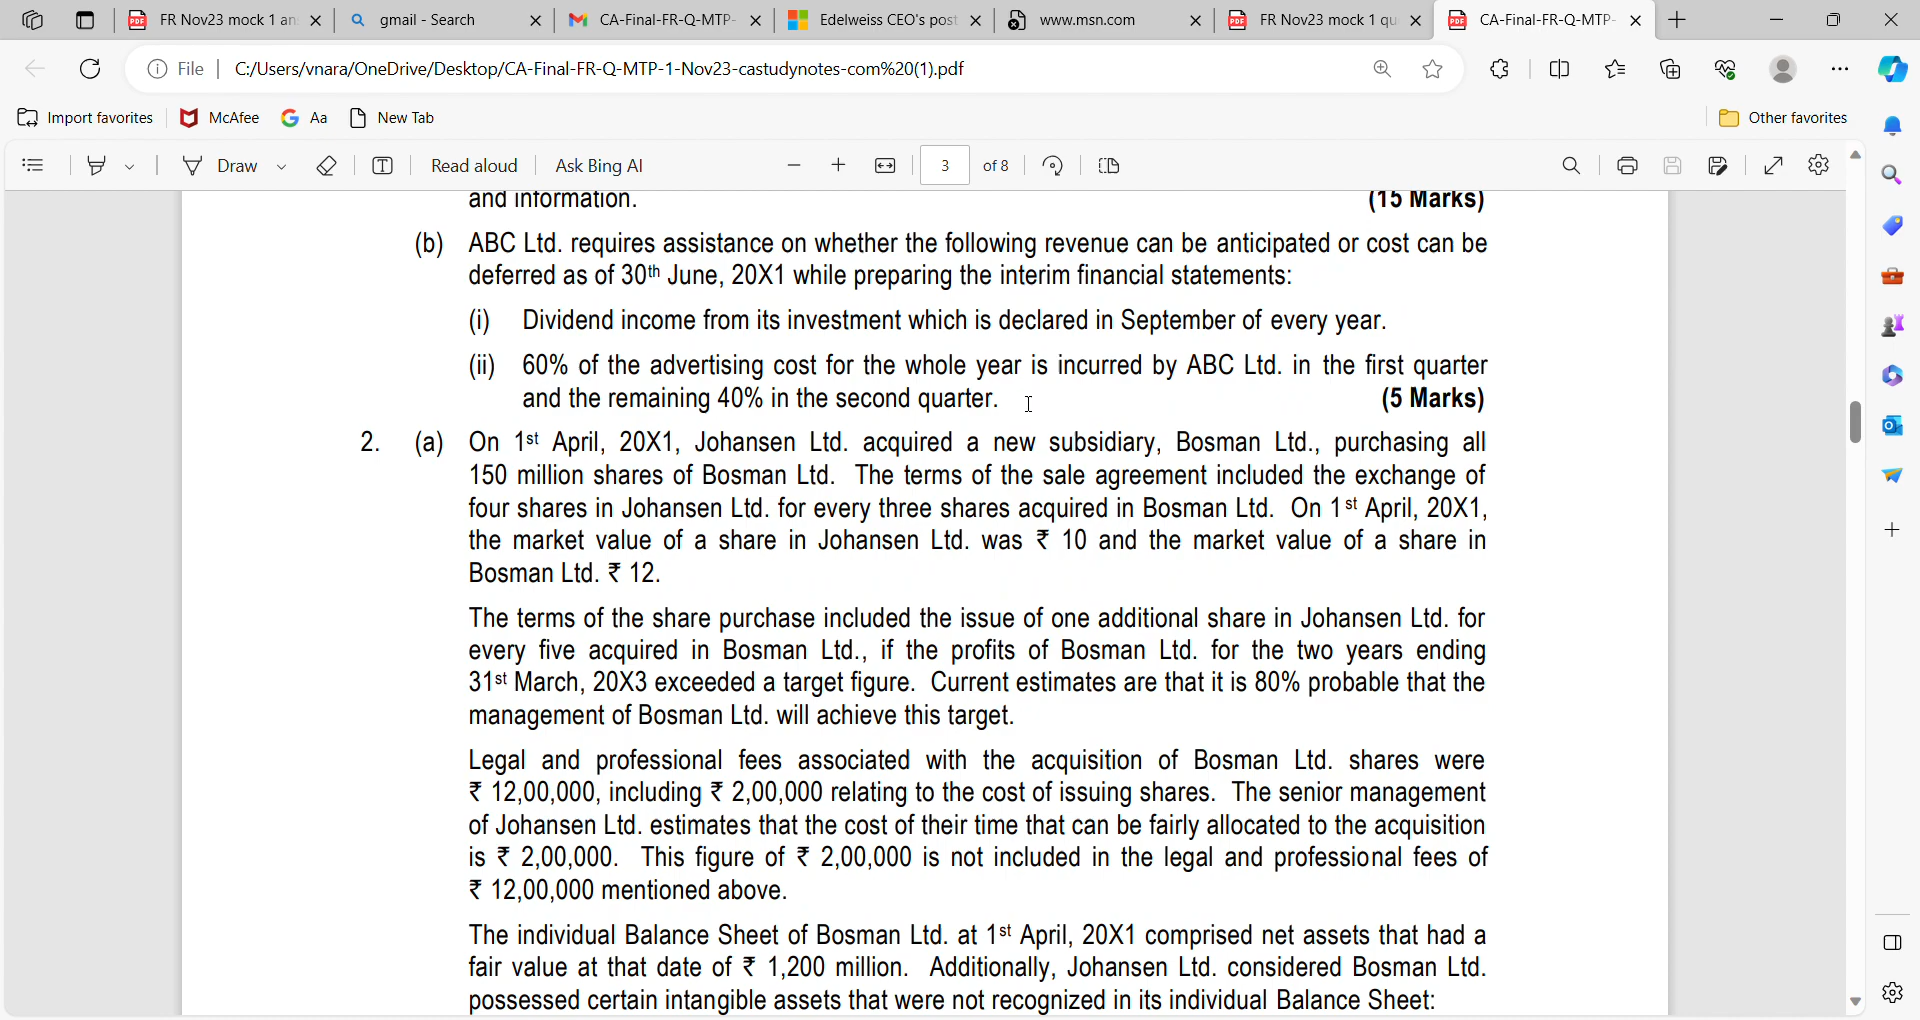 FR Nov23 mock 1 an
gmail - Search
CA-Final-FR-Q-MTP-
Edelweiss CEO's post
www.msn.com
FR Nov23 mock 1 qu
CA-Final-FR-Q-MTP-
File
C:/Users/vnara/OneDrive/Desktop/CA-Final-FR-Q-MTP-1-Nov23-castudynotes-com%20(1).pdf
Import favorites
McAfee
Aa
New Tab
Other favorites
Draw
Read aloud
Ask Bing AI
3 of 8
and information. (15 Marks)
(b) ABC Ltd. requires assistance on whether the following revenue can be anticipated or cost can be
deferred as of 30th June, 20X1 while preparing the interim financial statements:
(i) Dividend income from its investment which is declared in September of every year.
(ii) 60% of the advertising cost for the whole year is incurred by ABC Ltd. in the first quarter
and the remaining 40% in the second quarter. (5 Marks)
2. (a) On 1st April, 20X1, Johansen Ltd. acquired a new subsidiary, Bosman Ltd., purchasing all
150 million shares of Bosman Ltd. The terms of the sale agreement included the exchange of
four shares in Johansen Ltd. for every three shares acquired in Bosman Ltd. On 1st April, 20X1,
the market value of a share in Johansen Ltd. was ₹ 10 and the market value of a share in
Bosman Ltd. ₹ 12.
The terms of the share purchase included the issue of one additional share in Johansen Ltd. for
every five acquired in Bosman Ltd., if the profits of Bosman Ltd. for the two years ending
31st March, 20X3 exceeded a target figure. Current estimates are that it is 80% probable that the
management of Bosman Ltd. will achieve this target.
Legal and professional fees associated with the acquisition of Bosman Ltd. shares were
₹ 12,00,000, including ₹ 2,00,000 relating to the cost of issuing shares. The senior management
of Johansen Ltd. estimates that the cost of their time that can be fairly allocated to the acquisition
is ₹ 2,00,000. This figure of ₹ 2,00,000 is not included in the legal and professional fees of
₹ 12,00,000 mentioned above.
The individual Balance Sheet of Bosman Ltd. at 1st April, 20X1 comprised net assets that had a
fair value at that date of ₹ 1,200 million. Additionally, Johansen Ltd. considered Bosman Ltd.
possessed certain intangible assets that were not recognized in its individual Balance Sheet: